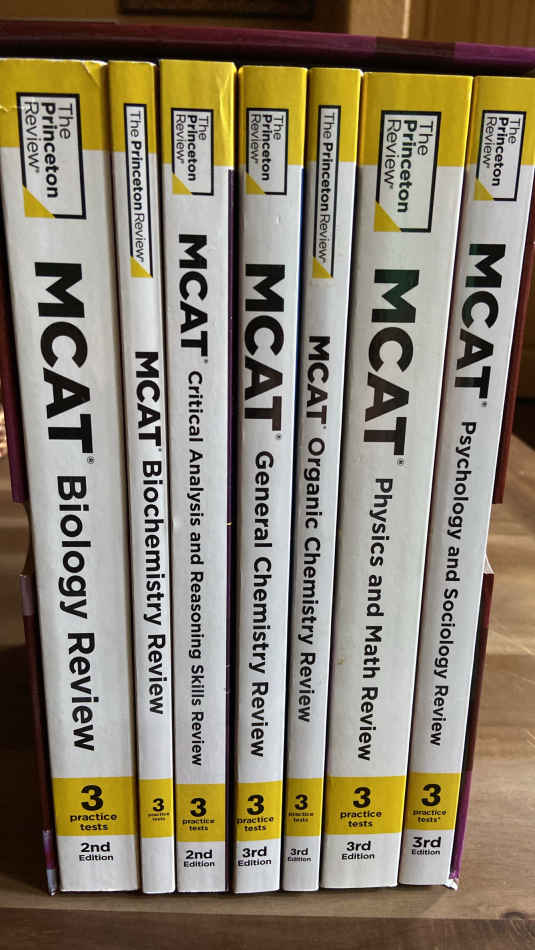 The
Princeton
Review®
MCAT® Biology Review
3
practice
tests
2nd
Edition
The Princeton Review®
MCAT® Biochemistry Review
3
practice
tests
The
Princeton
Review®
MCAT® Critical Analysis and Reasoning Skills Review
3
practice
tests
2nd
Edition
The
Princeton
Review®
MCAT® General Chemistry Review
3
practice
tests
3rd
Edition
The Princeton Review®
MCAT® Organic Chemistry Review
3
practice
tests
3rd
Edition
The
Princeton
Review®
MCAT® Physics and Math Review
3
practice
tests
3rd
Edition
The
Princeton
Review®
MCAT® Psychology and Sociology Review
3
practice
tests*
3rd
Edition